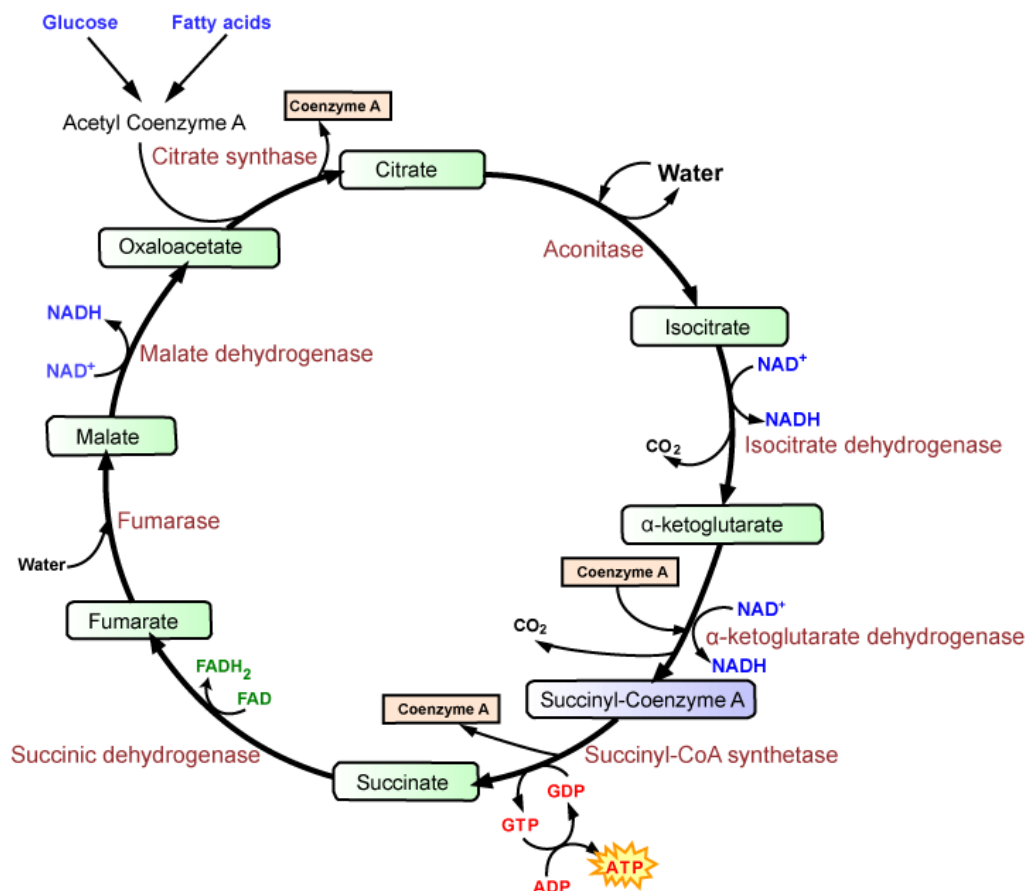 Glucose
Fatty acids
Acetyl Coenzyme A
Coenzyme A
Citrate synthase
Citrate
Water
Aconitase
Oxaloacetate
Isocitrate
NADH
NAD⁺
Malate dehydrogenase
NAD⁺
NADH
CO₂
Isocitrate dehydrogenase
Malate
α-ketoglutarate
Fumarase
Water
Coenzyme A
Fumarate
CO₂
NAD⁺
α-ketoglutarate dehydrogenase
NADH
FADH₂
FAD
Succinyl-Coenzyme A
Coenzyme A
Succinic dehydrogenase
Succinyl-CoA synthetase
Succinate
GDP
GTP
ATP
ADP